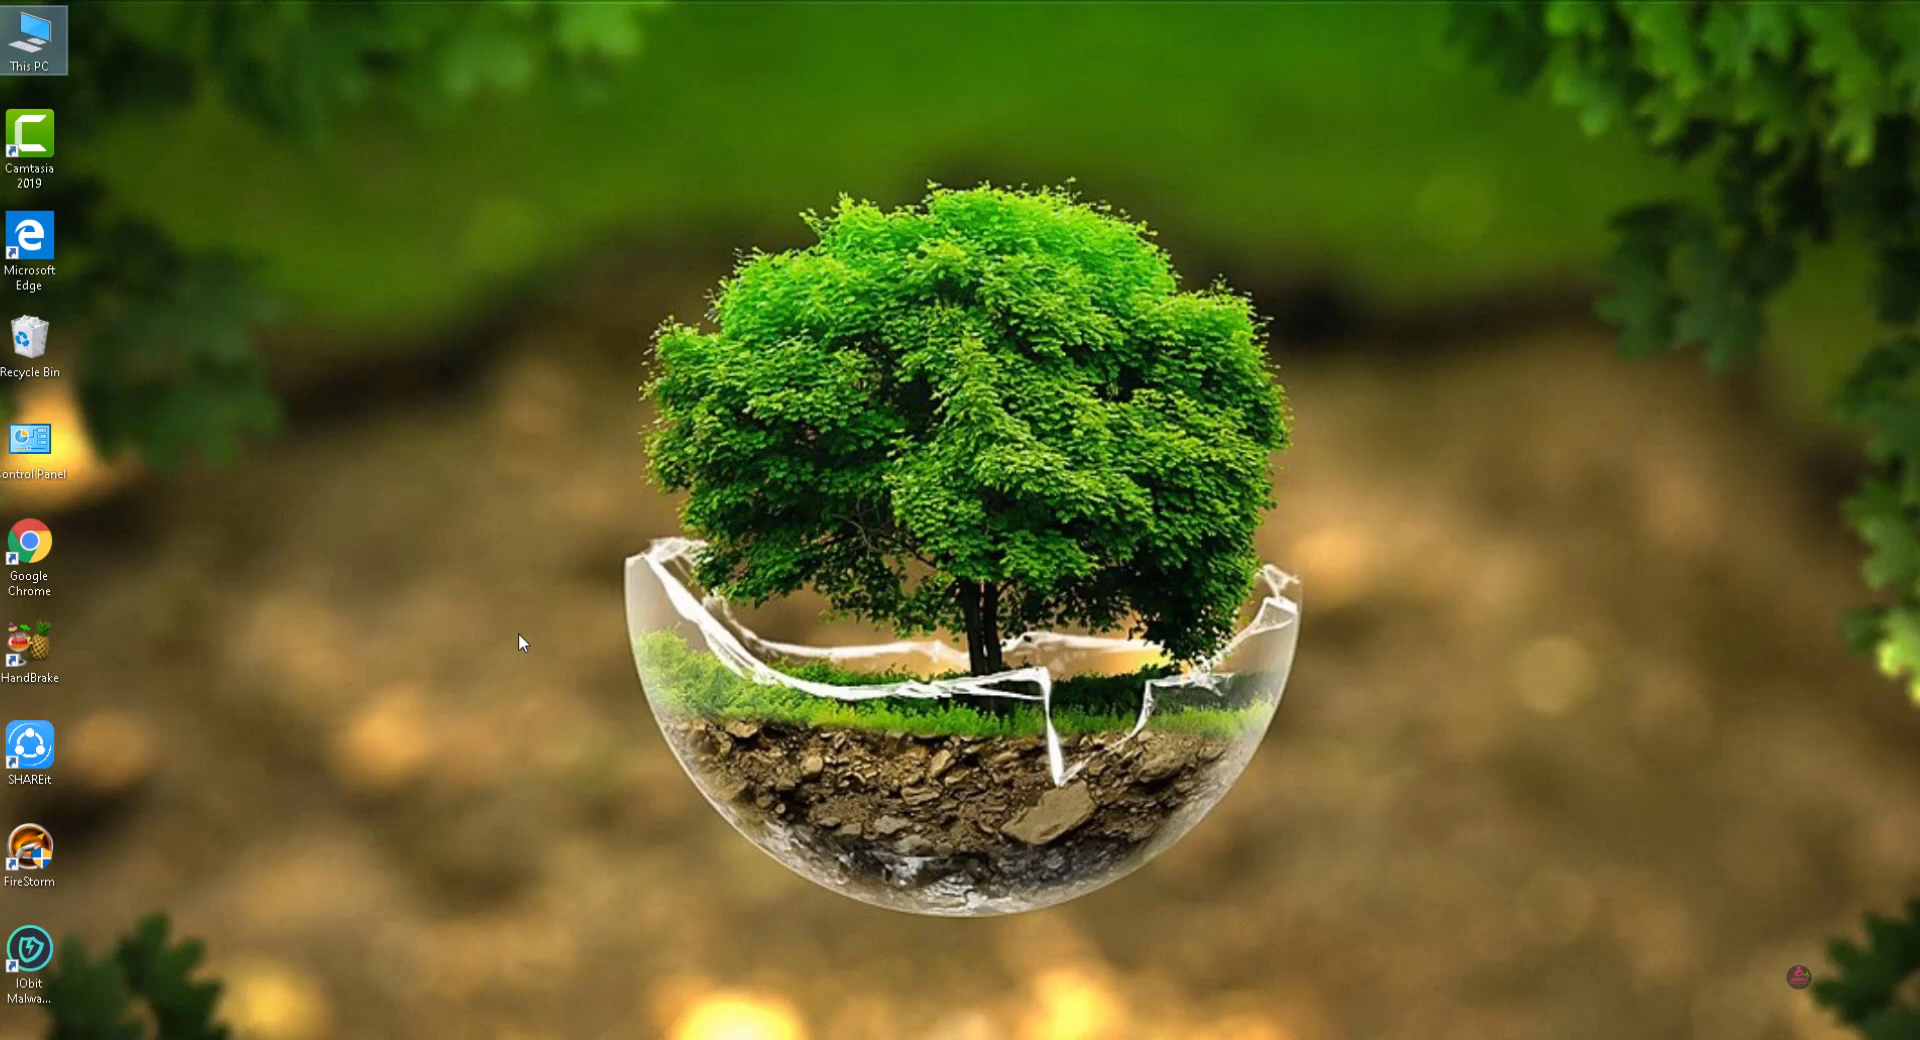 This PC
Camtasia
2019
Microsoft
Edge
Recycle Bin
ontrol Panel
Google
Chrome
HandBrake
SHAREit
FireStorm
IObit
Malwa...